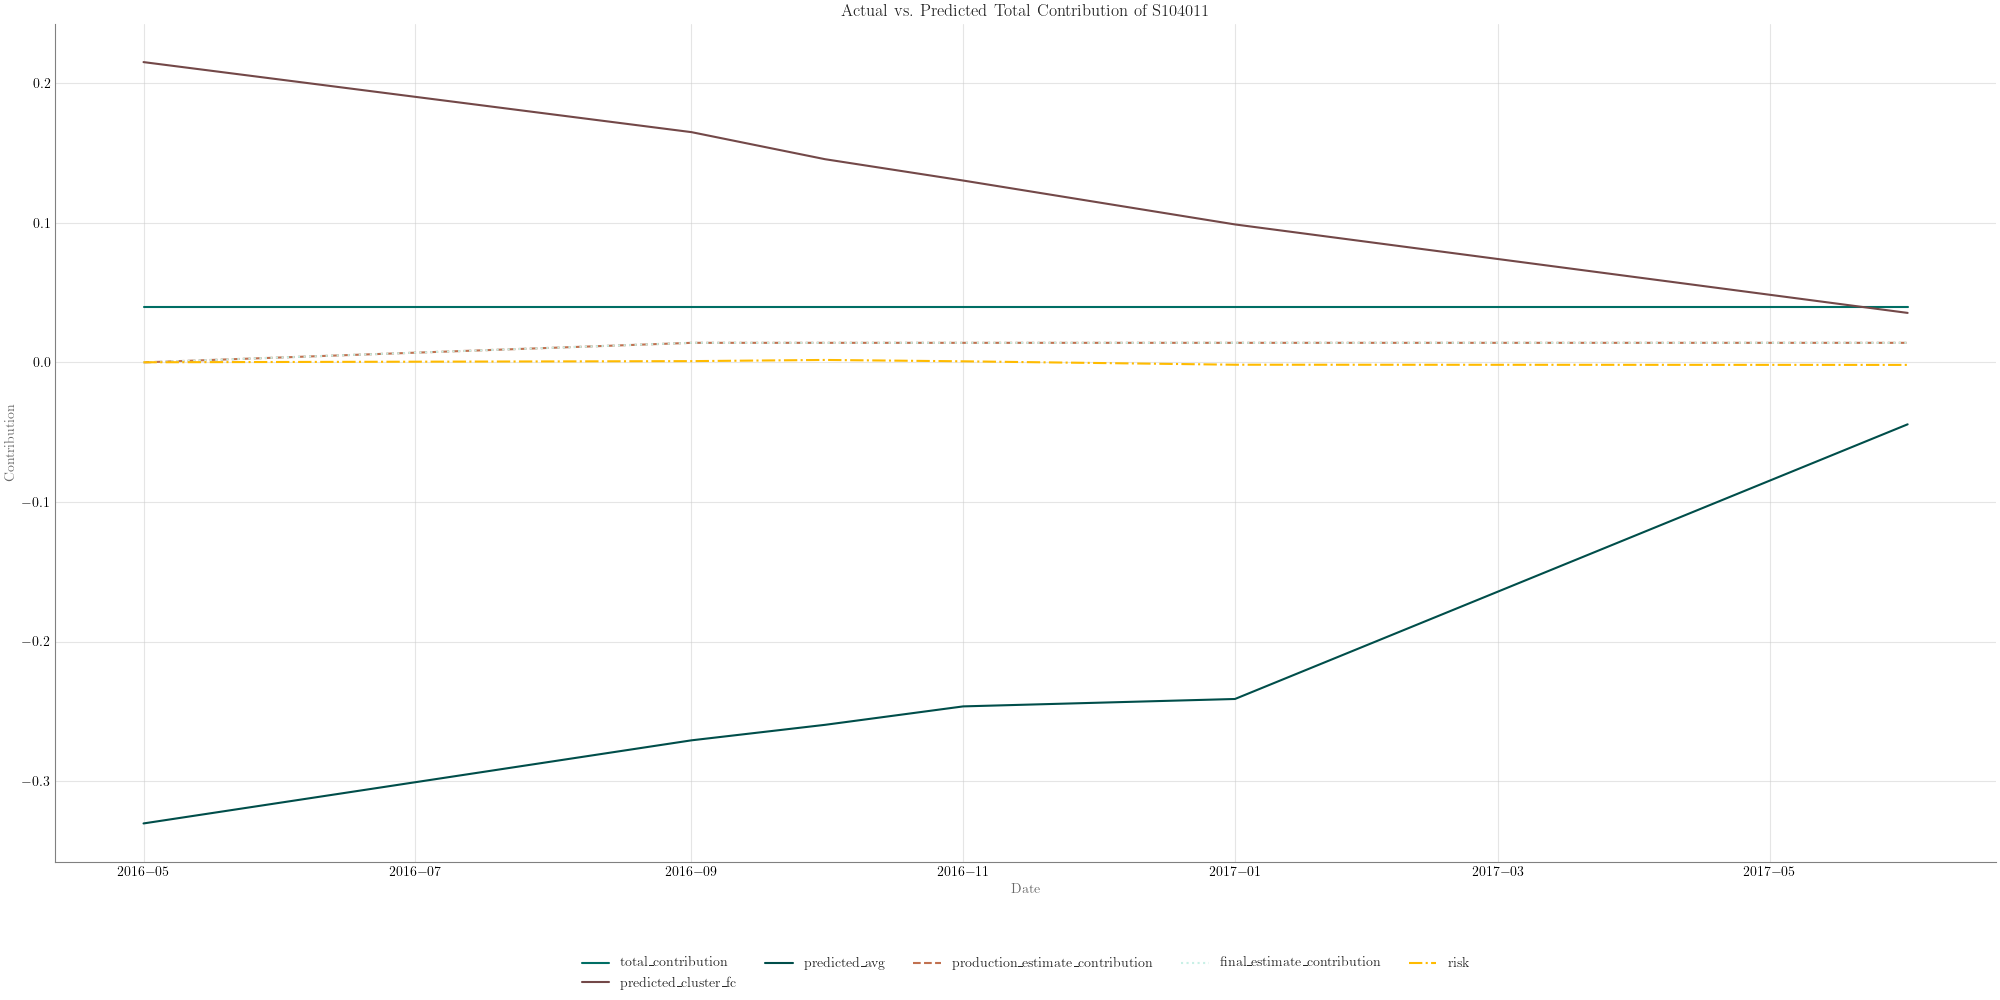 Actual vs. Predicted Total Contribution of S104011
0.2
0.1
0.0
−0.1
−0.2
−0.3
Contribution
2016−05 2016−07 2016−09 2016−11 2017−01 2017−03 2017−05
Date
total_contribution predicted_avg production_estimate_contribution final_estimate_contribution risk
predicted_cluster_fc